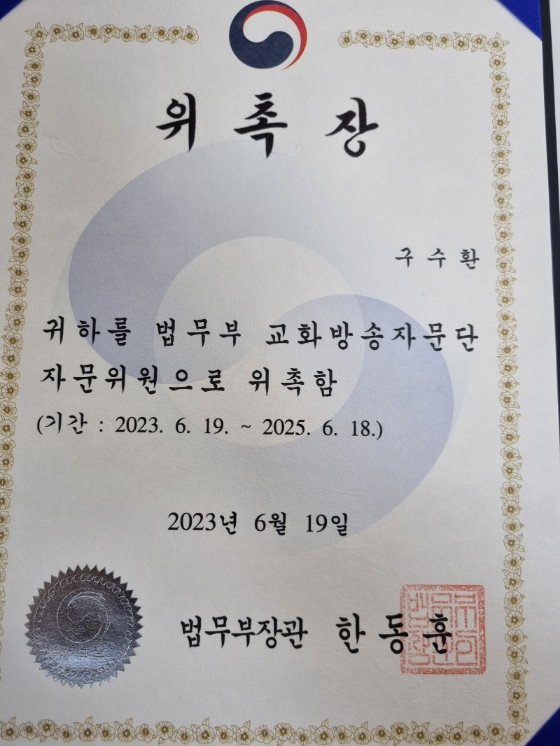 위 촉 장
구 수 환
귀하를 법무부 교화방송자문단
자문위원으로 위촉함
(기간 : 2023. 6. 19. ~ 2025. 6. 18.)
2023년 6월 19일
법무부장관 한 동 훈